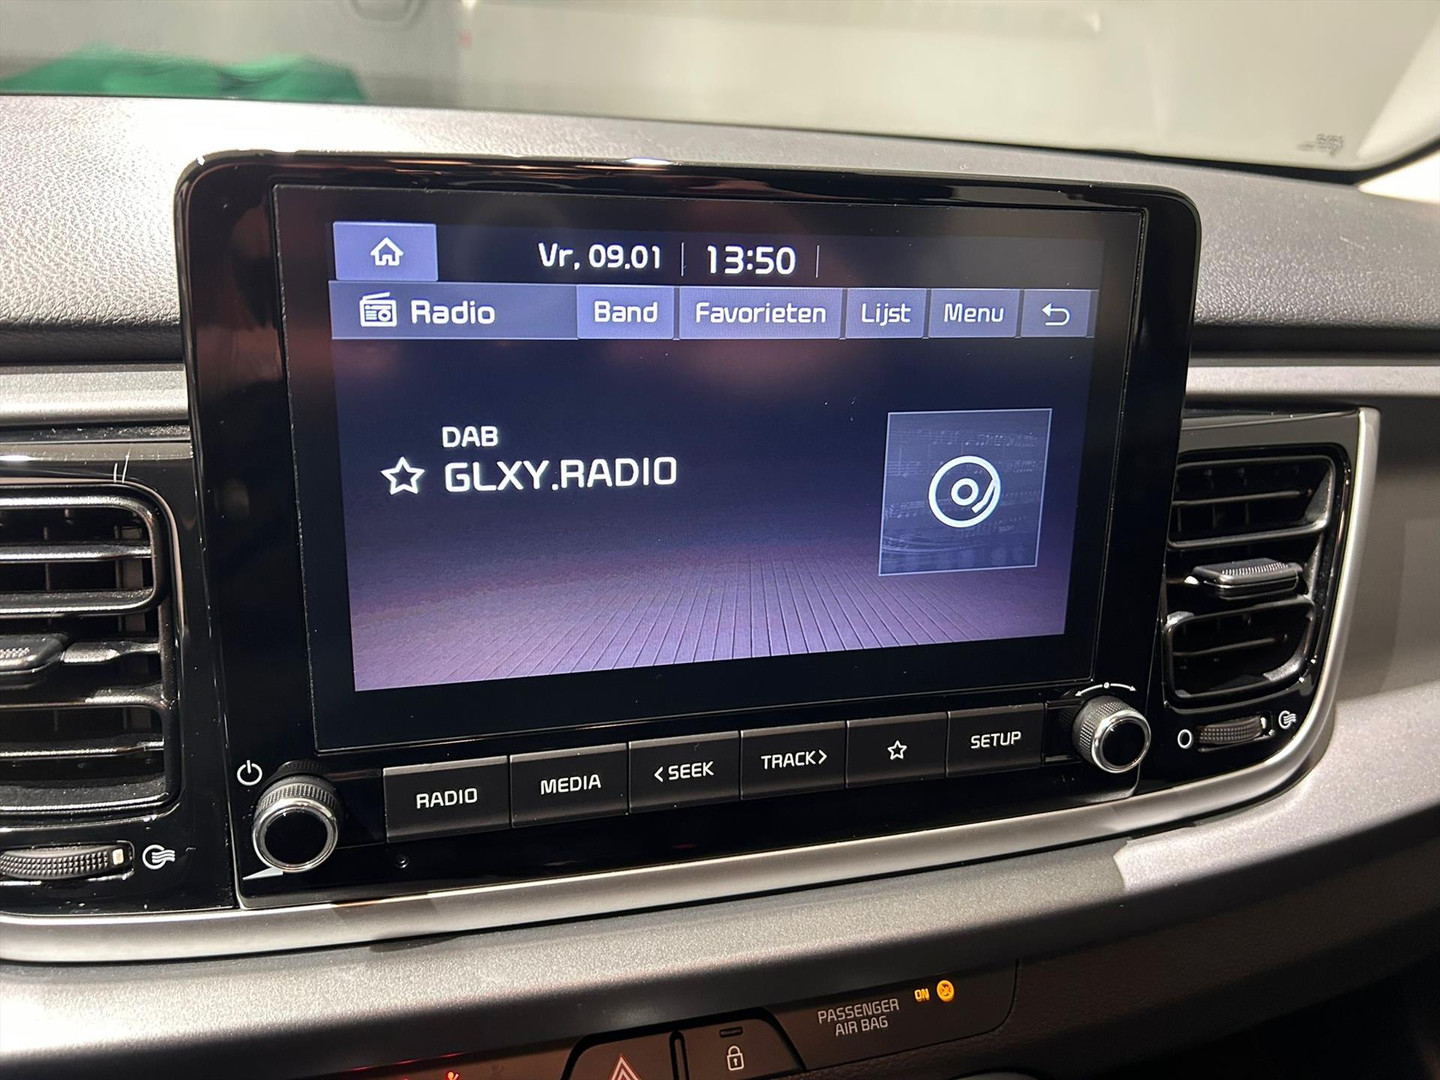 Vr, 09.01 | 13:50 |
Radio Band Favorieten Lijst Menu
DAB
GLXY.RADIO
RADIO MEDIA <SEEK TRACK> SETUP
PASSENGER ON
AIR BAG